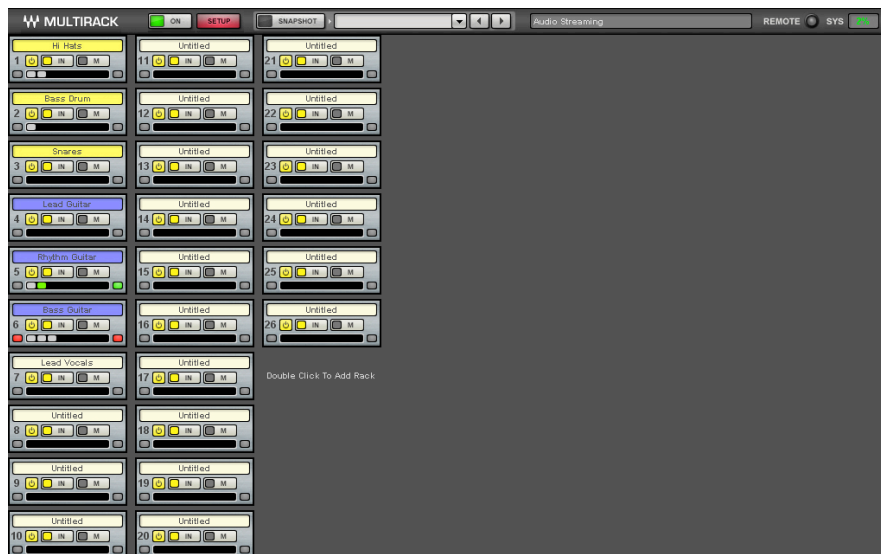 MULTIRACK ON SETUP SNAPSHOT Audio Streaming REMOTE SYS
Hi Hats
1 IN M
Bass Drum
2 IN M
Snares
3 IN M
Lead Guitar
4 IN M
Rhythm Guitar
5 IN M
Bass Guitar
6 IN M
Lead Vocals
7 IN M
Untitled
8 IN M
Untitled
9 IN M
Untitled
10 IN M
Untitled
11 IN M
Untitled
12 IN M
Untitled
13 IN M
Untitled
14 IN M
Untitled
15 IN M
Untitled
16 IN M
Untitled
17 IN M
Untitled
18 IN M
Untitled
19 IN M
Untitled
20 IN M
Untitled
21 IN M
Untitled
22 IN M
Untitled
23 IN M
Untitled
24 IN M
Untitled
25 IN M
Untitled
26 IN M
Double Click To Add Rack